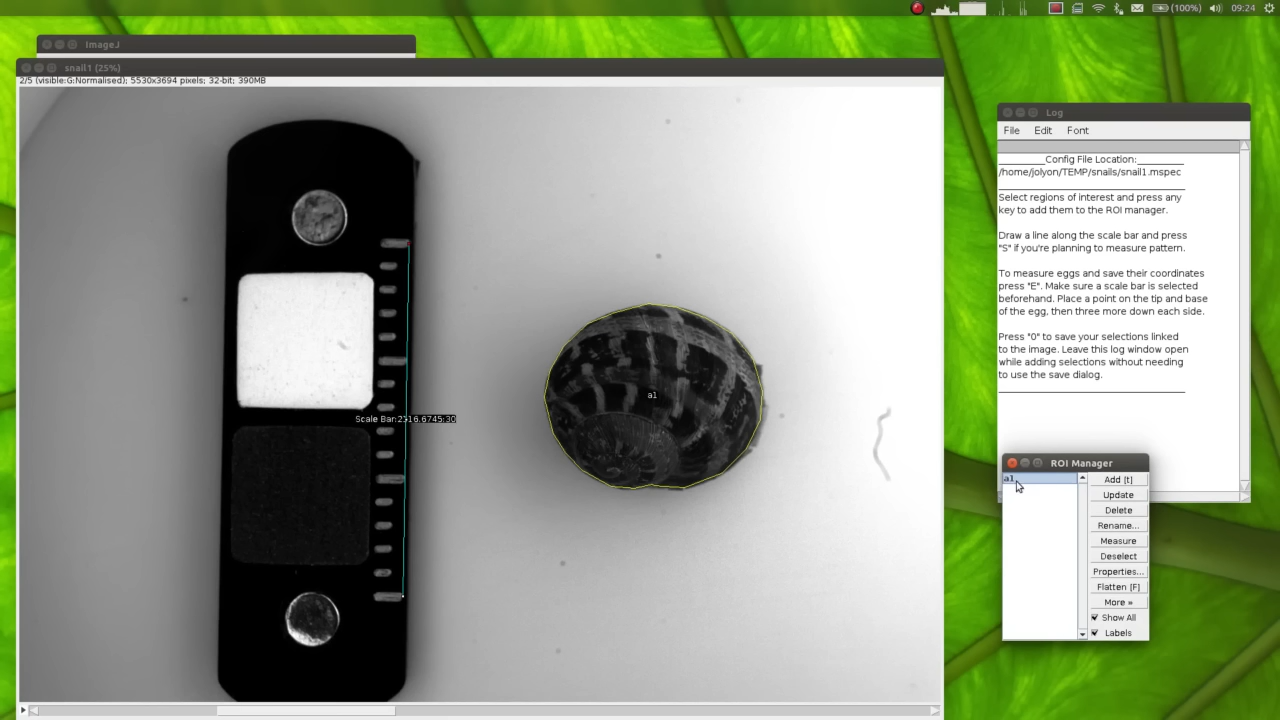 (100%)
09:24
ImageJ
snail1 (25%)
2/5 (visible:G:Normalised); 5530x3694 pixels; 32-bit; 390MB
Scale Bar:2316.6745:30
a1
Log
File Edit Font
________Config File Location:________
/home/jolyon/TEMP/snails/snail1.mspec
Select regions of interest and press any
key to add them to the ROI manager.
Draw a line along the scale bar and press
"S" if you're planning to measure pattern.
To measure eggs and save their coordinates
press "E". Make sure a scale bar is selected
beforehand. Place a point on the tip and base
of the egg, then three more down each side.
Press "0" to save your selections linked
to the image. Leave this log window open
while adding selections without needing
to use the save dialog.
ROI Manager
a1
Add [t]
Update
Delete
Rename...
Measure
Deselect
Properties...
Flatten [F]
More »
Show All
Labels